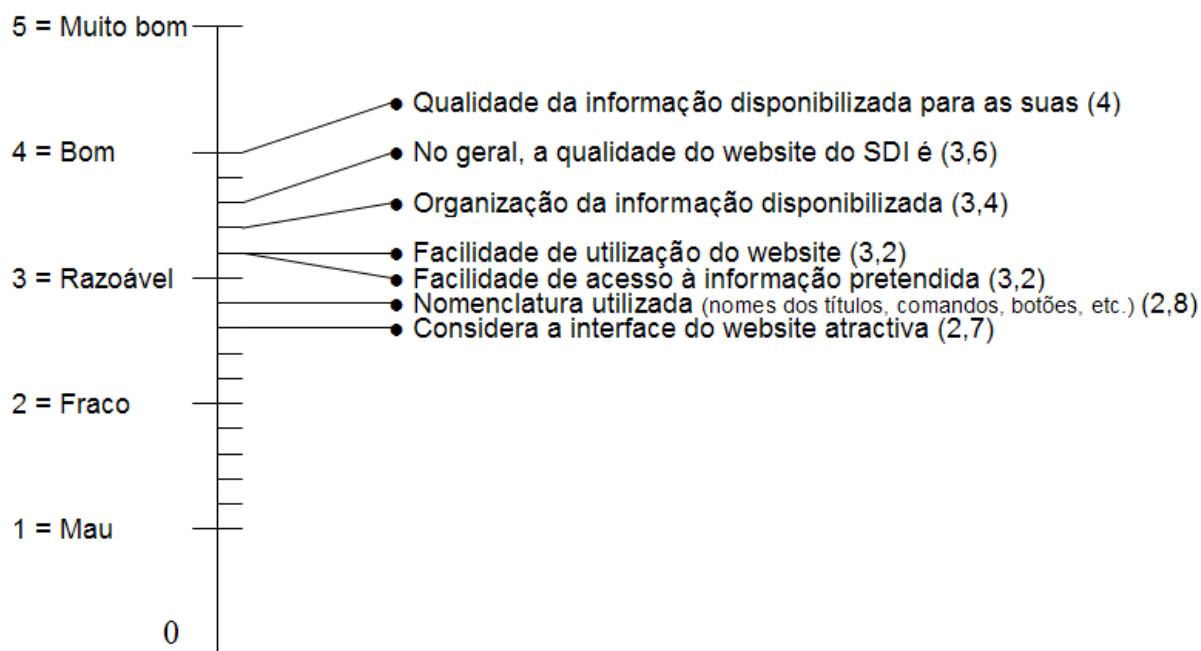 5 = Muito bom
Qualidade da informação disponibilizada para as suas (4)
4 = Bom
No geral, a qualidade do website do SDI é (3,6)
Organização da informação disponibilizada (3,4)
Facilidade de utilização do website (3,2)
3 = Razoável
Facilidade de acesso à informação pretendida (3,2)
Nomenclatura utilizada (nomes dos títulos, comandos, botões, etc.) (2,8)
Considera a interface do website atractiva (2,7)
2 = Fraco
1 = Mau
0